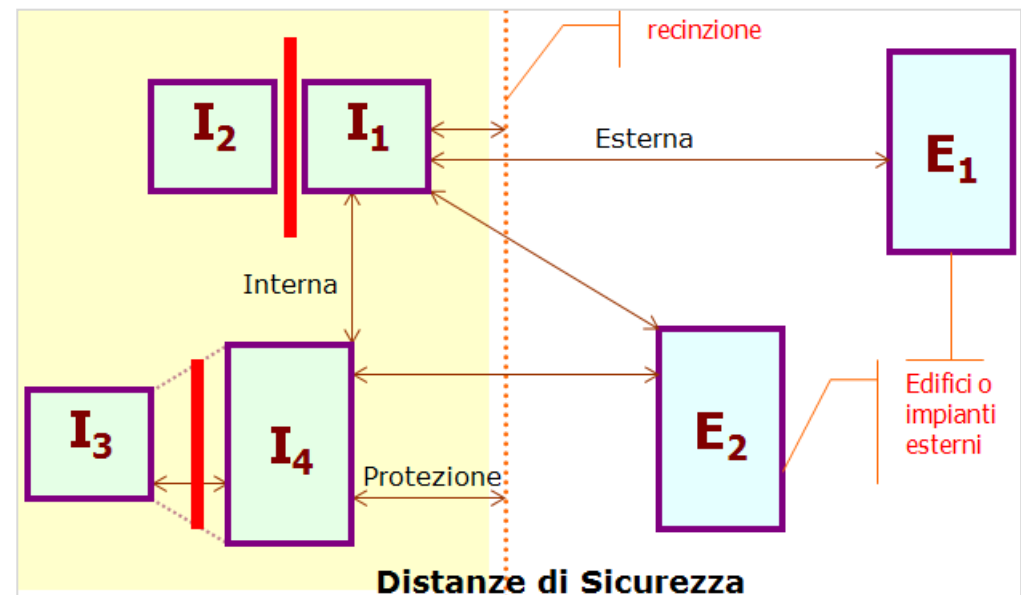 recinzione
I2
I1
Esterna
E1
Interna
Edifici o
impianti
esterni
I3
I4
E2
Protezione
Distanze di Sicurezza